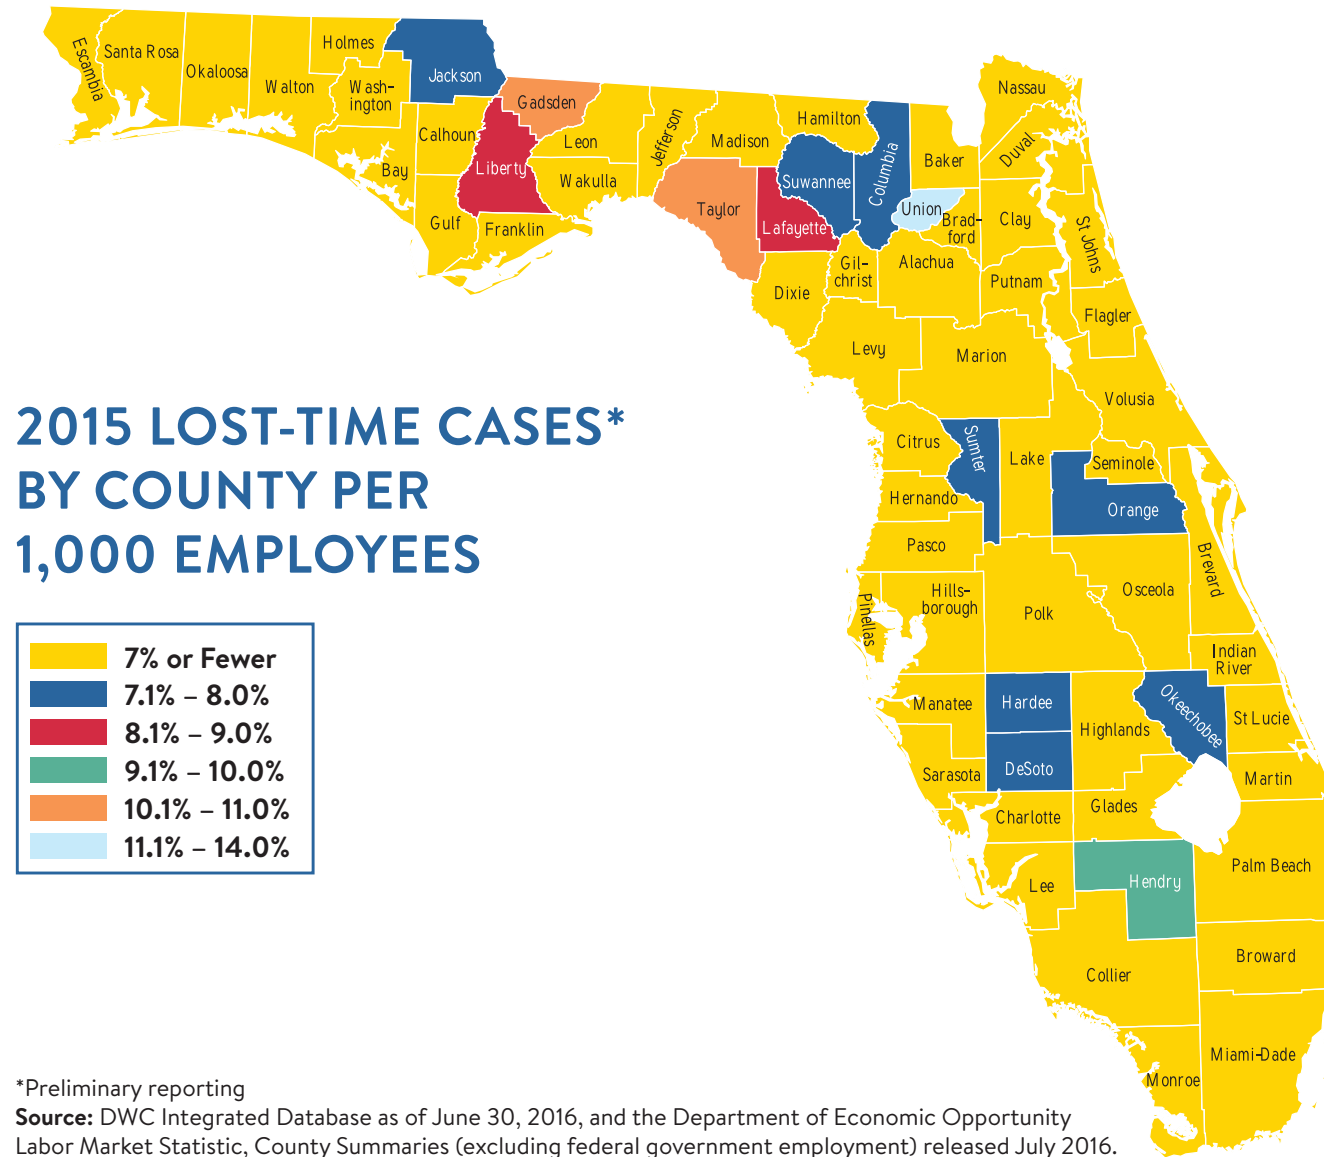 Escambia
Santa Rosa
Okaloosa
Walton
Holmes
Wash-
ington
Jackson
Bay
Calhoun
Gulf
Liberty
Franklin
Gadsden
Leon
Wakulla
Jefferson
Madison
Taylor
Hamilton
Suwannee
Lafayette
Dixie
Columbia
Gil-
christ
Baker
Union
Brad-
ford
Alachua
Nassau
Duval
Clay
St Johns
Putnam
Flagler
Levy
Marion
Volusia
2015 LOST-TIME CASES*
BY COUNTY PER
1,000 EMPLOYEES
Citrus
Sumter
Lake
Seminole
Hernando
Orange
Pasco
Brevard
Pinellas
Hills-
borough
Polk
Osceola
Indian
River
Manatee
Hardee
Highlands
Okeechobee
St Lucie
Sarasota
DeSoto
Martin
Charlotte
Glades
Lee
Hendry
Palm Beach
Collier
Broward
Monroe
Miami-Dade
7% or Fewer
7.1% – 8.0%
8.1% – 9.0%
9.1% – 10.0%
10.1% – 11.0%
11.1% – 14.0%
*Preliminary reporting
Source: DWC Integrated Database as of June 30, 2016, and the Department of Economic Opportunity
Labor Market Statistic, County Summaries (excluding federal government employment) released July 2016.